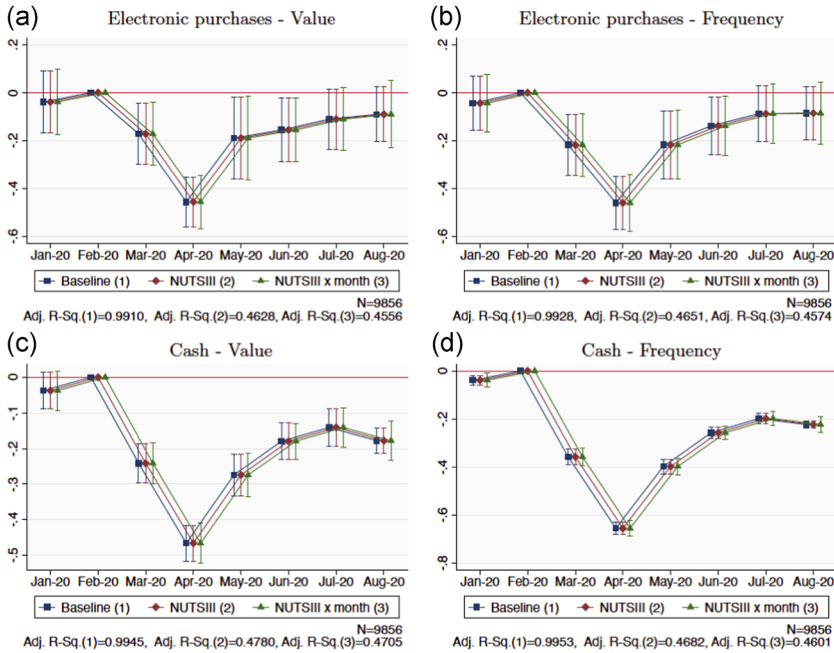 (a) Electronic purchases - Value
.2
0
-.2
-.4
-.6
Jan-20 Feb-20 Mar-20 Apr-20 May-20 Jun-20 Jul-20 Aug-20
Baseline (1) NUTSIII (2) NUTSIII x month (3)
N=9856
Adj. R-Sq.(1)=0.9910, Adj. R-Sq.(2)=0.4628, Adj. R-Sq.(3)=0.4556
(b) Electronic purchases - Frequency
.2
0
-.2
-.4
-.6
Jan-20 Feb-20 Mar-20 Apr-20 May-20 Jun-20 Jul-20 Aug-20
Baseline (1) NUTSIII (2) NUTSIII x month (3)
N=9856
Adj. R-Sq.(1)=0.9928, Adj. R-Sq.(2)=0.4651, Adj. R-Sq.(3)=0.4574
(c) Cash - Value
0
-.1
-.2
-.3
-.4
-.5
Jan-20 Feb-20 Mar-20 Apr-20 May-20 Jun-20 Jul-20 Aug-20
Baseline (1) NUTSIII (2) NUTSIII x month (3)
N=9856
Adj. R-Sq.(1)=0.9945, Adj. R-Sq.(2)=0.4780, Adj. R-Sq.(3)=0.4705
(d) Cash - Frequency
0
-.2
-.4
-.6
-.8
Jan-20 Feb-20 Mar-20 Apr-20 May-20 Jun-20 Jul-20 Aug-20
Baseline (1) NUTSIII (2) NUTSIII x month (3)
N=9856
Adj. R-Sq.(1)=0.9953, Adj. R-Sq.(2)=0.4682, Adj. R-Sq.(3)=0.4601